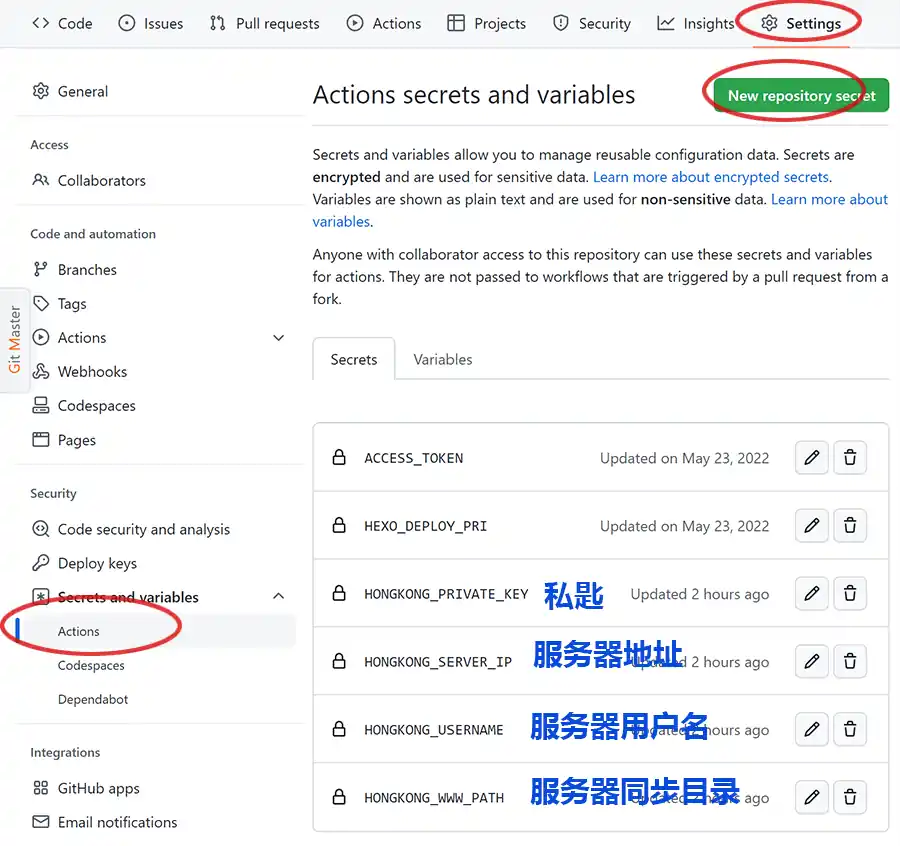 Code Issues Pull requests Actions Projects Security Insights Settings
General
Access
Collaborators
Code and automation
Branches
Tags
Actions
Webhooks
Codespaces
Pages
Security
Code security and analysis
Deploy keys
Secrets and variables
Actions
Codespaces
Dependabot
Integrations
GitHub apps
Email notifications
Git Master
Actions secrets and variables
New repository secret
Secrets and variables allow you to manage reusable configuration data. Secrets are
encrypted and are used for sensitive data. Learn more about encrypted secrets.
Variables are shown as plain text and are used for non-sensitive data. Learn more about
variables.
Anyone with collaborator access to this repository can use these secrets and variables
for actions. They are not passed to workflows that are triggered by a pull request from a
fork.
Secrets Variables
ACCESS_TOKEN Updated on May 23, 2022
HEXO_DEPLOY_PRI Updated on May 23, 2022
HONGKONG_PRIVATE_KEY 私匙 Updated 2 hours ago
HONGKONG_SERVER_IP 服务器地址 Updated 2 hours ago
HONGKONG_USERNAME 服务器用户名 Updated 2 hours ago
HONGKONG_WWW_PATH 服务器同步目录 Updated 2 hours ago